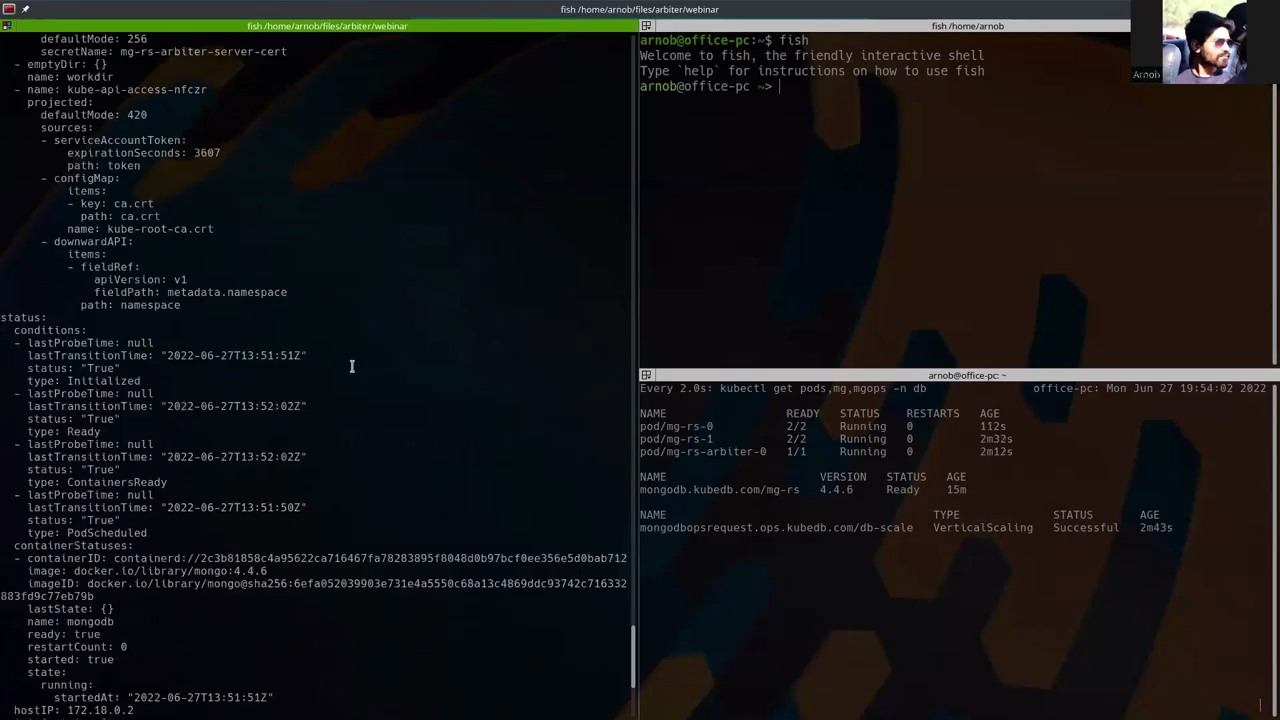 fish /home/arnob/files/arbiter/webinar
fish /home/arnob/files/arbiter/webinar
defaultMode: 256
secretName: mg-rs-arbiter-server-cert
- emptyDir: {}
name: workdir
- name: kube-api-access-nfczr
projected:
defaultMode: 420
sources:
- serviceAccountToken:
expirationSeconds: 3607
path: token
- configMap:
items:
- key: ca.crt
path: ca.crt
name: kube-root-ca.crt
- downwardAPI:
items:
- fieldRef:
apiVersion: v1
fieldPath: metadata.namespace
path: namespace
status:
conditions:
- lastProbeTime: null
lastTransitionTime: "2022-06-27T13:51:51Z"
status: "True"
type: Initialized
- lastProbeTime: null
lastTransitionTime: "2022-06-27T13:52:02Z"
status: "True"
type: Ready
- lastProbeTime: null
lastTransitionTime: "2022-06-27T13:52:02Z"
status: "True"
type: ContainersReady
- lastProbeTime: null
lastTransitionTime: "2022-06-27T13:51:50Z"
status: "True"
type: PodScheduled
containerStatuses:
- containerID: containerd://2c3b81858c4a95622ca716467fa78283895f8048d0b97bcf0ee356e5d0bab712
image: docker.io/library/mongo:4.4.6
imageID: docker.io/library/mongo@sha256:6efa052039903e731e4a5550c68a13c4869ddc93742c716332
883fd9c77eb79b
lastState: {}
name: mongodb
ready: true
restartCount: 0
started: true
state:
running:
startedAt: "2022-06-27T13:51:51Z"
hostIP: 172.18.0.2
fish /home/arnob
arnob@office-pc:~$ fish
Welcome to fish, the friendly interactive shell
Type `help` for instructions on how to use fish
arnob@office-pc ~>
Arnob
arnob@office-pc: ~
Every 2.0s: kubectl get pods,mg,mgops -n db office-pc: Mon Jun 27 19:54:02 2022
NAME READY STATUS RESTARTS AGE
pod/mg-rs-0 2/2 Running 0 112s
pod/mg-rs-1 2/2 Running 0 2m32s
pod/mg-rs-arbiter-0 1/1 Running 0 2m12s
NAME VERSION STATUS AGE
mongodb.kubedb.com/mg-rs 4.4.6 Ready 15m
NAME TYPE STATUS AGE
mongodbopsrequest.ops.kubedb.com/db-scale VerticalScaling Successful 2m43s